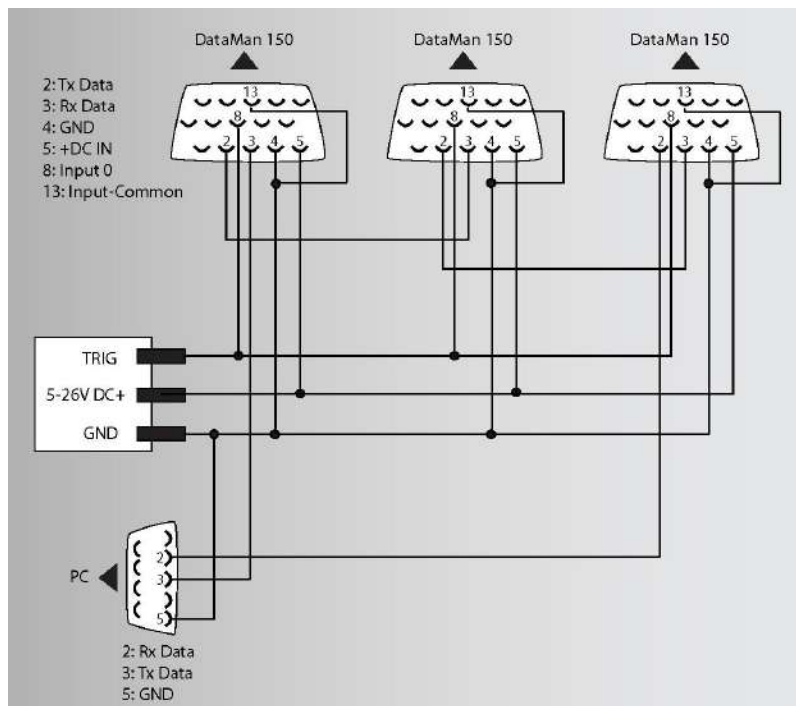 DataMan 150
DataMan 150
DataMan 150
2: Tx Data
3: Rx Data
4: GND
5: +DC IN
8: Input 0
13: Input-Common
13
8
2 3 4 5
13
8
2 3 4 5
13
8
2 3 4 5
TRIG
5-26V DC+
GND
PC
2
3
5
2: Rx Data
3: Tx Data
5: GND